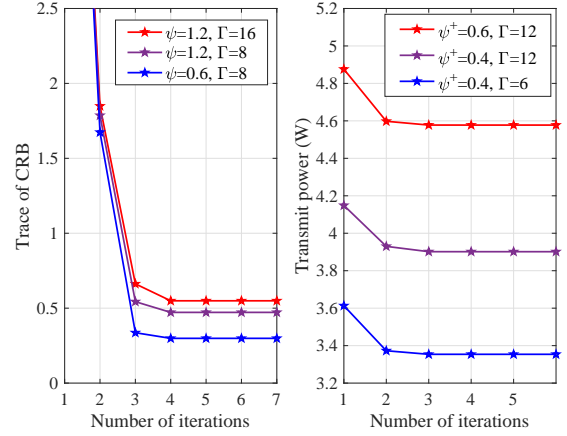 2.5
2
1.5
1
0.5
0
Trace of CRB
ψ=1.2, Γ=16
ψ=1.2, Γ=8
ψ=0.6, Γ=8
1 2 3 4 5 6 7
Number of iterations
5.2
5
4.8
4.6
4.4
4.2
4
3.8
3.6
3.4
3.2
Transmit power (W)
ψ⁺=0.6, Γ=12
ψ⁺=0.4, Γ=12
ψ⁺=0.4, Γ=6
1 2 3 4 5
Number of iterations